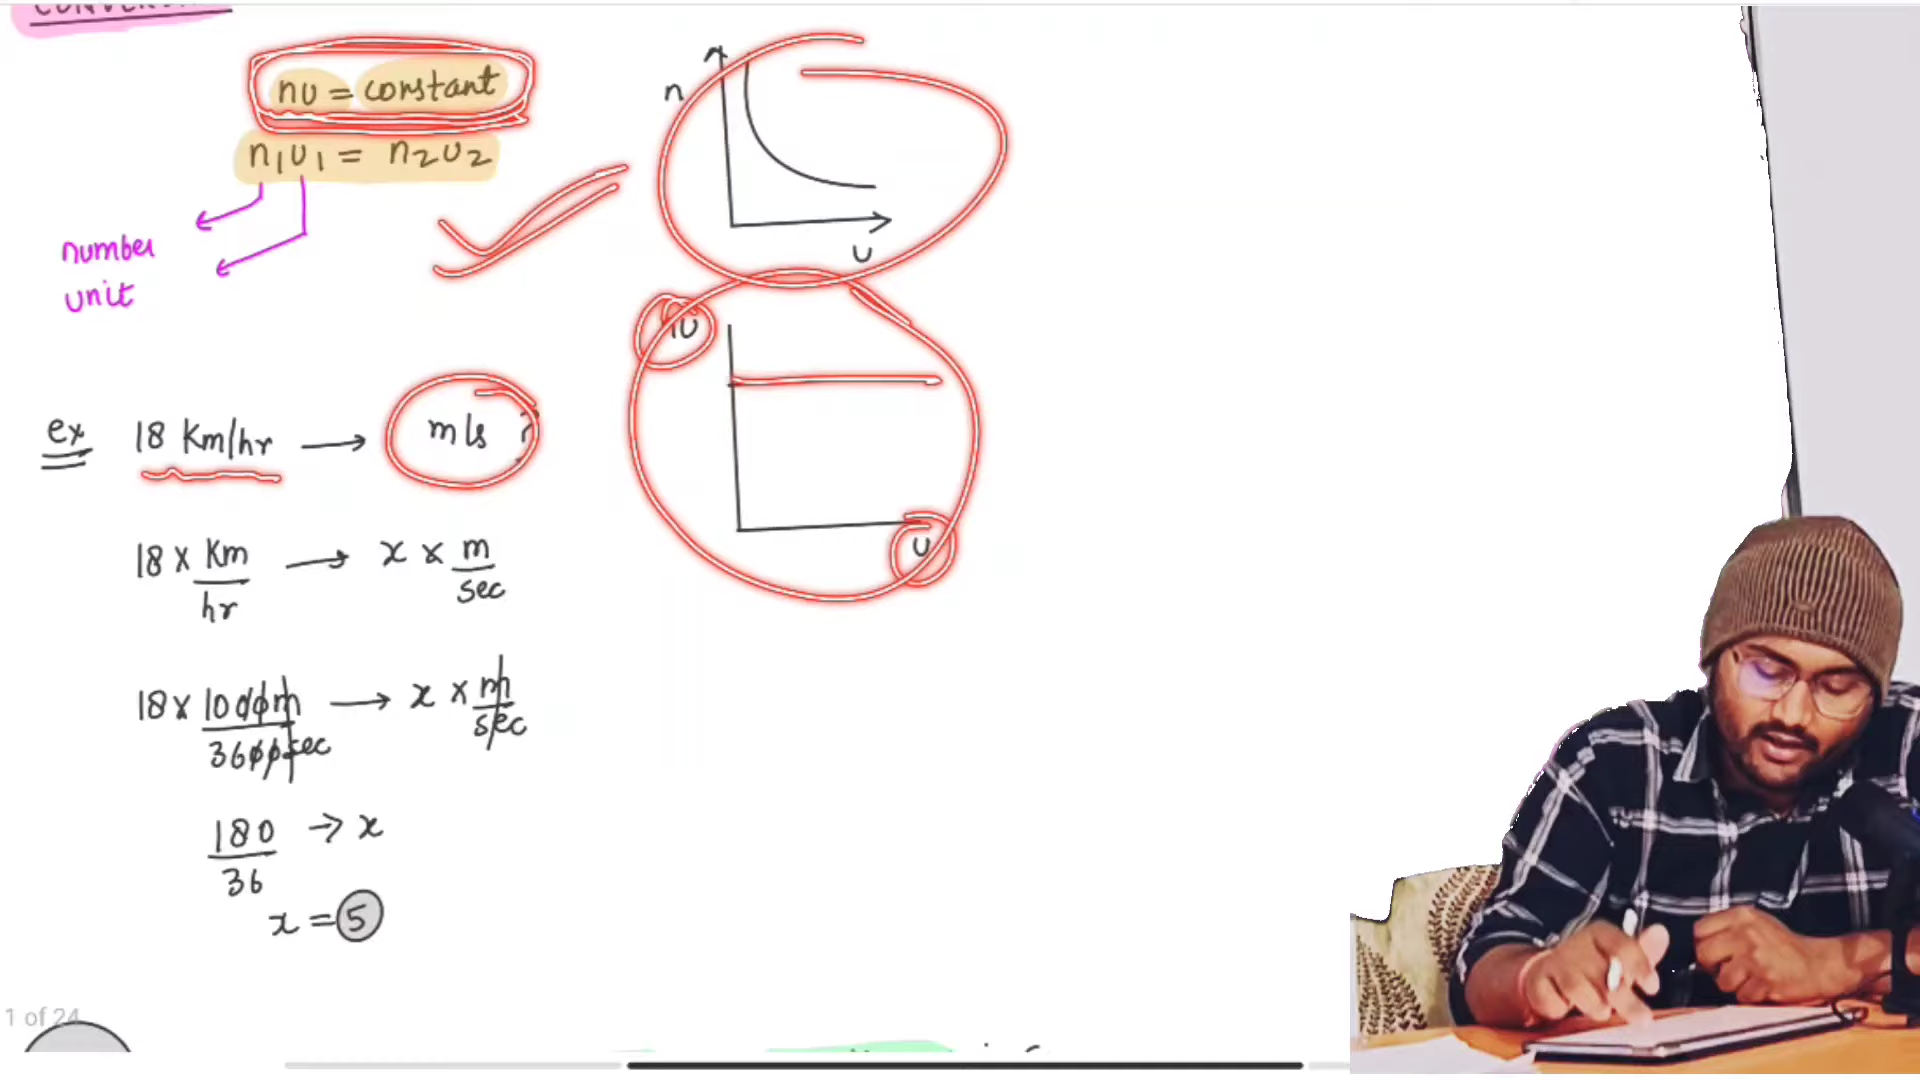 nu = constant
n₁u₁ = n₂u₂
number
unit
n
u
nu
u
ex 18 Km/hr → m/s ?
18 × Km/hr → x × m/sec
18 × 1000m/3600sec → x × m/sec
180/36 → x
x = 5
1 of 24